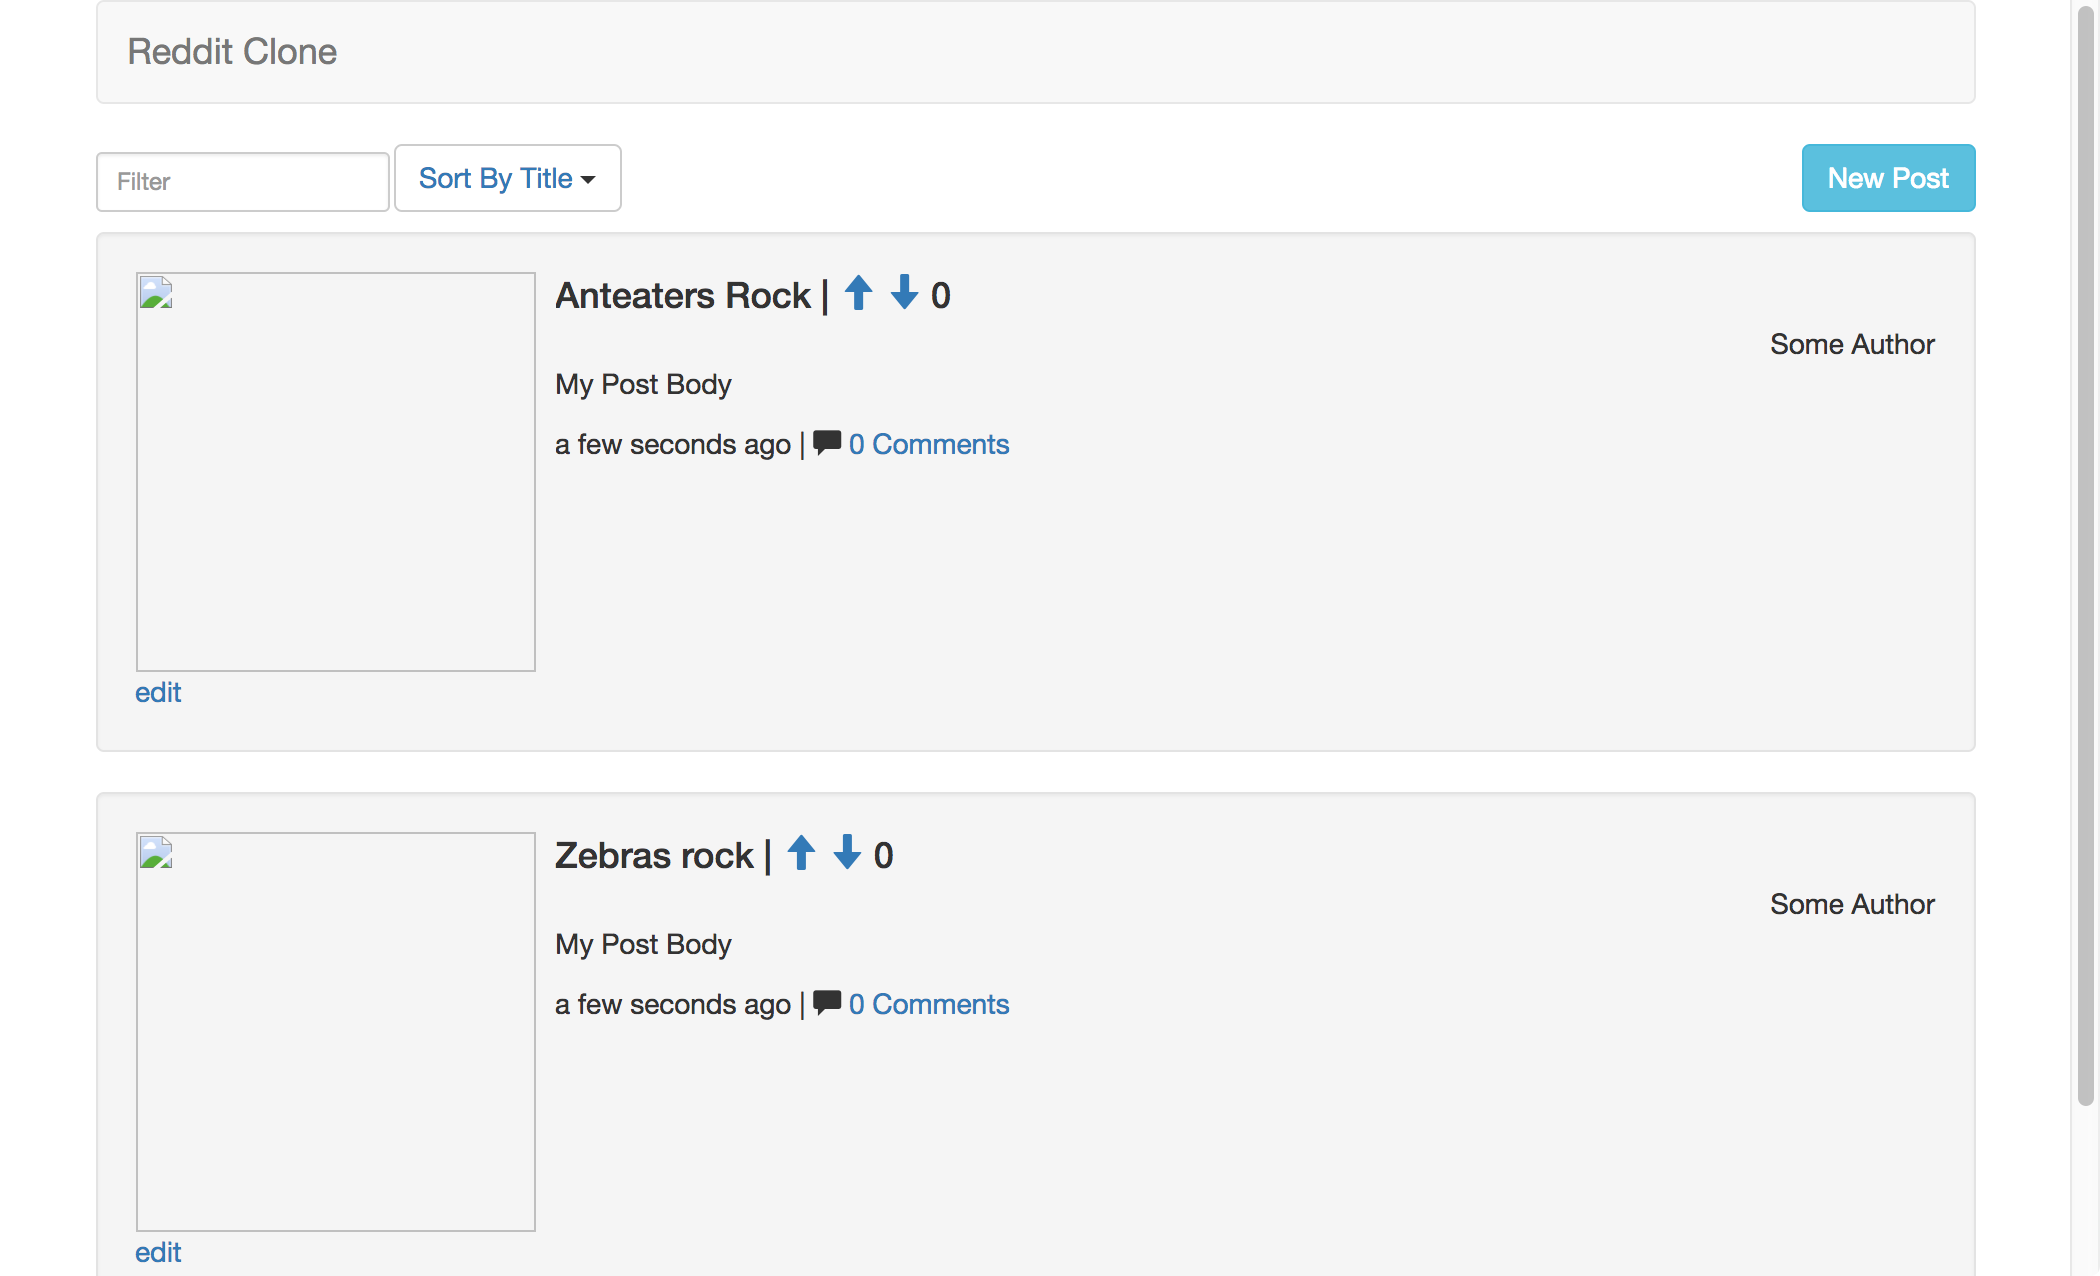 Reddit Clone
Filter
Sort By Title
New Post
Anteaters Rock | 0
Some Author
My Post Body
a few seconds ago | 0 Comments
edit
Zebras rock | 0
Some Author
My Post Body
a few seconds ago | 0 Comments
edit